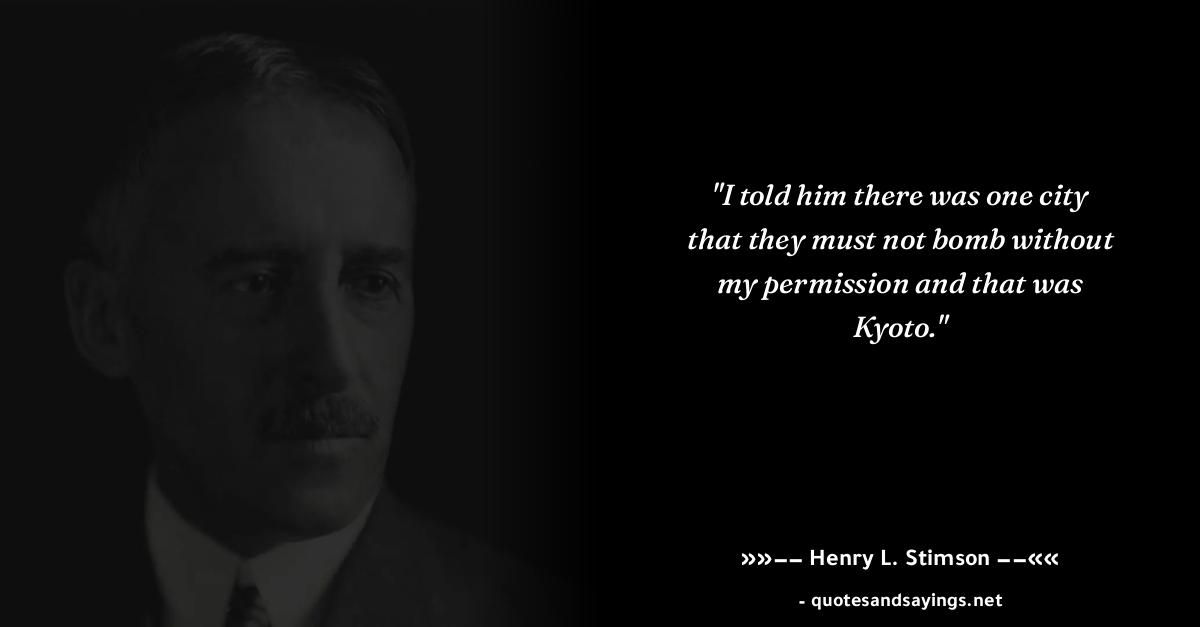 "I told him there was one city
that they must not bomb without
my permission and that was
Kyoto."
»»−− Henry L. Stimson −−««
- quotesandsayings.net